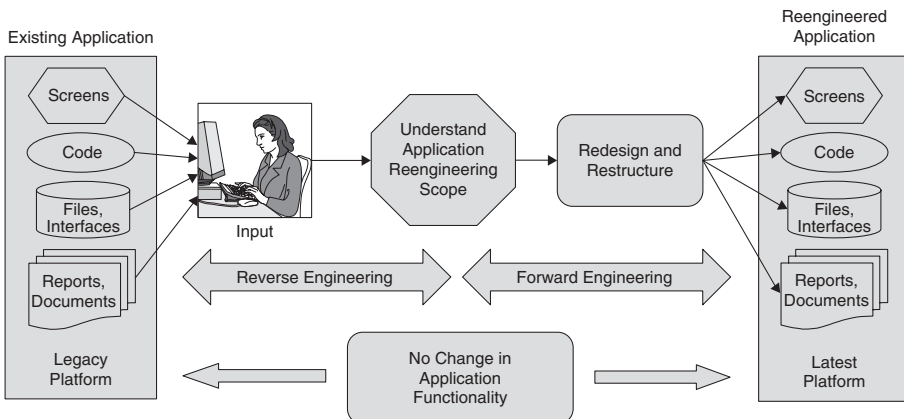 Existing Application
Screens
Code
Files,
Interfaces
Reports,
Documents
Legacy
Platform
Input
Understand
Application
Reengineering
Scope
Redesign and
Restructure
Reverse Engineering
Forward Engineering
No Change in
Application
Functionality
Reengineered
Application
Screens
Code
Files,
Interfaces
Reports,
Documents
Latest
Platform